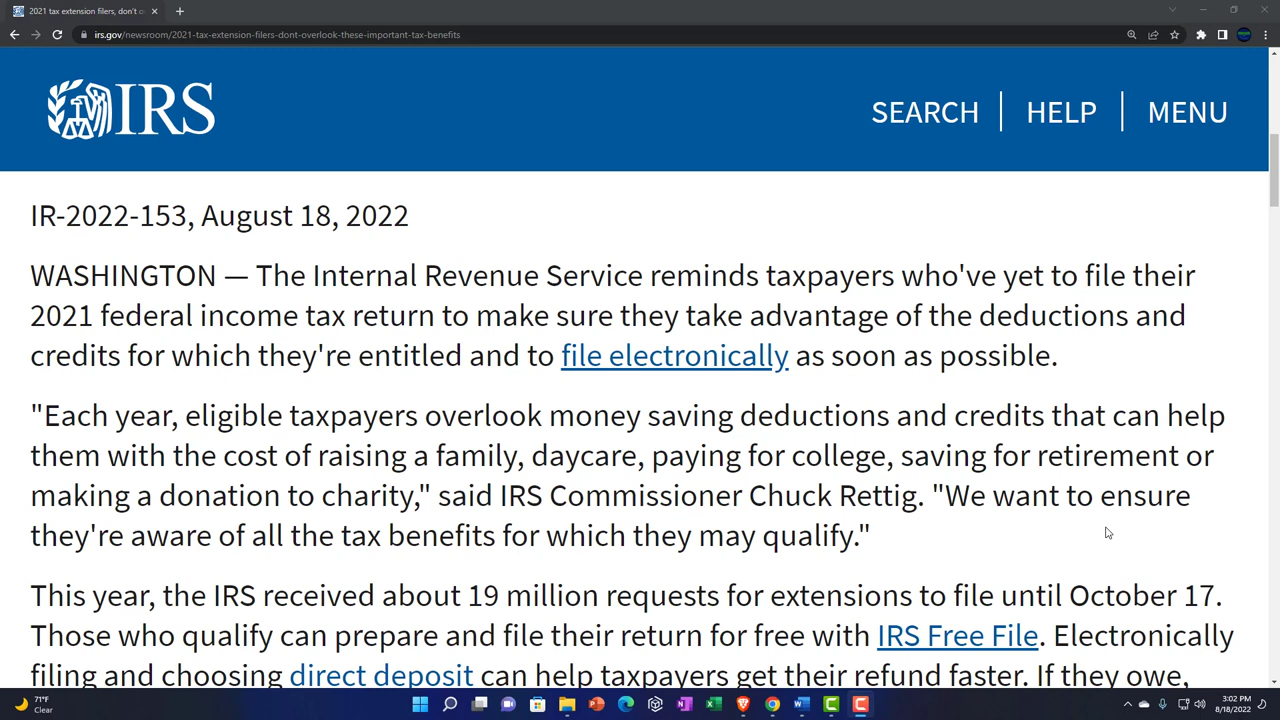 2021 tax extension filers, don't o
irs.gov/newsroom/2021-tax-extension-filers-dont-overlook-these-important-tax-benefits
IRS
SEARCH HELP MENU
IR-2022-153, August 18, 2022
WASHINGTON — The Internal Revenue Service reminds taxpayers who've yet to file their
2021 federal income tax return to make sure they take advantage of the deductions and
credits for which they're entitled and to file electronically as soon as possible.
"Each year, eligible taxpayers overlook money saving deductions and credits that can help
them with the cost of raising a family, daycare, paying for college, saving for retirement or
making a donation to charity," said IRS Commissioner Chuck Rettig. "We want to ensure
they're aware of all the tax benefits for which they may qualify."
This year, the IRS received about 19 million requests for extensions to file until October 17.
Those who qualify can prepare and file their return for free with IRS Free File. Electronically
filing and choosing direct deposit can help taxpayers get their refund faster. If they owe,
71°F
Clear
3:02 PM
8/18/2022